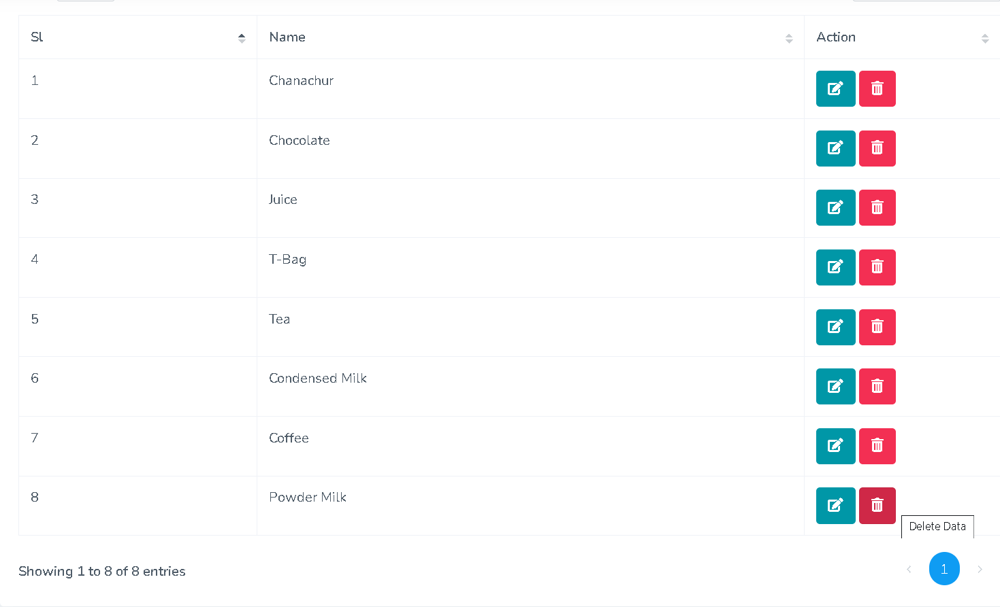 Sl Name Action
1 Chanachur
2 Chocolate
3 Juice
4 T-Bag
5 Tea
6 Condensed Milk
7 Coffee
8 Powder Milk
Delete Data
Showing 1 to 8 of 8 entries
1